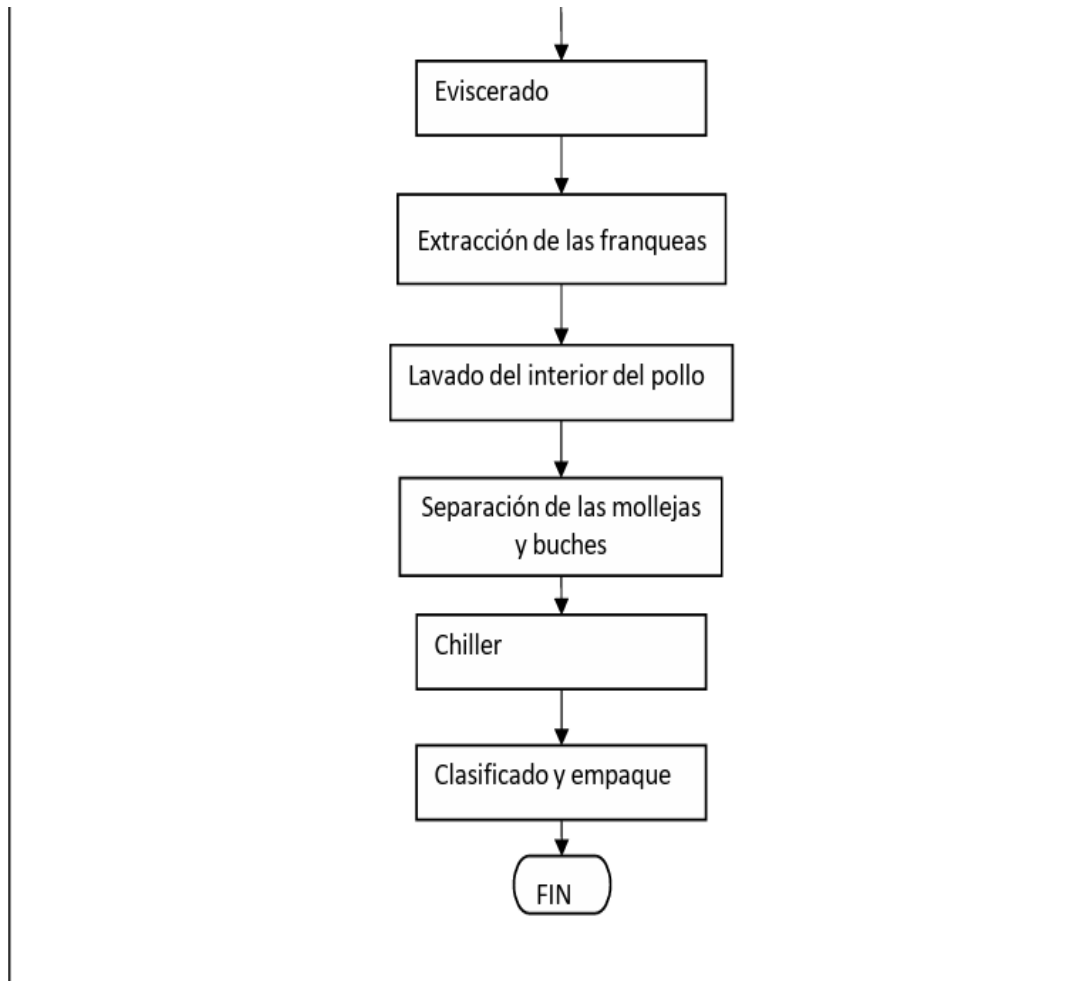 Eviscerado
Extracción de las franqueas
Lavado del interior del pollo
Separación de las mollejas
y buches
Chiller
Clasificado y empaque
FIN